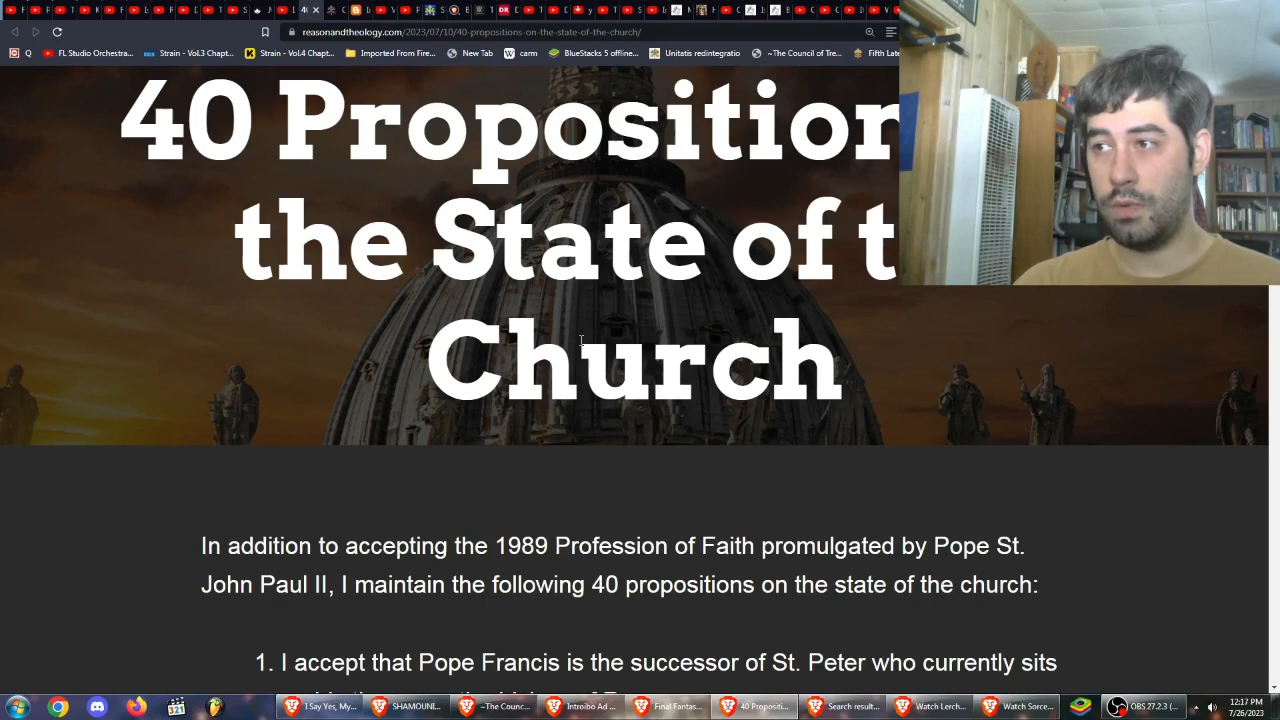 reasonandtheology.com/2023/07/10/40-propositions-on-the-state-of-the-church/
Q
FL Studio Orchestra...
Strain - Vol.3 Chapt...
Strain - Vol.4 Chapt...
Imported From Fire...
New Tab
carm
BlueStacks 5 offline...
Unitatis redintegratio
~The Council of Tre...
Fifth Late
40 Proposition
the State of t
Church
In addition to accepting the 1989 Profession of Faith promulgated by Pope St.
John Paul II, I maintain the following 40 propositions on the state of the church:
1. I accept that Pope Francis is the successor of St. Peter who currently sits
I Say Yes, My...
SHAMOUNI...
~The Counc...
Introibo Ad ...
Final Fantas...
40 Propositi...
Search result...
Watch Lerch...
Watch Sorce...
OBS 27.2.3 (...
12:17 PM
7/26/2023